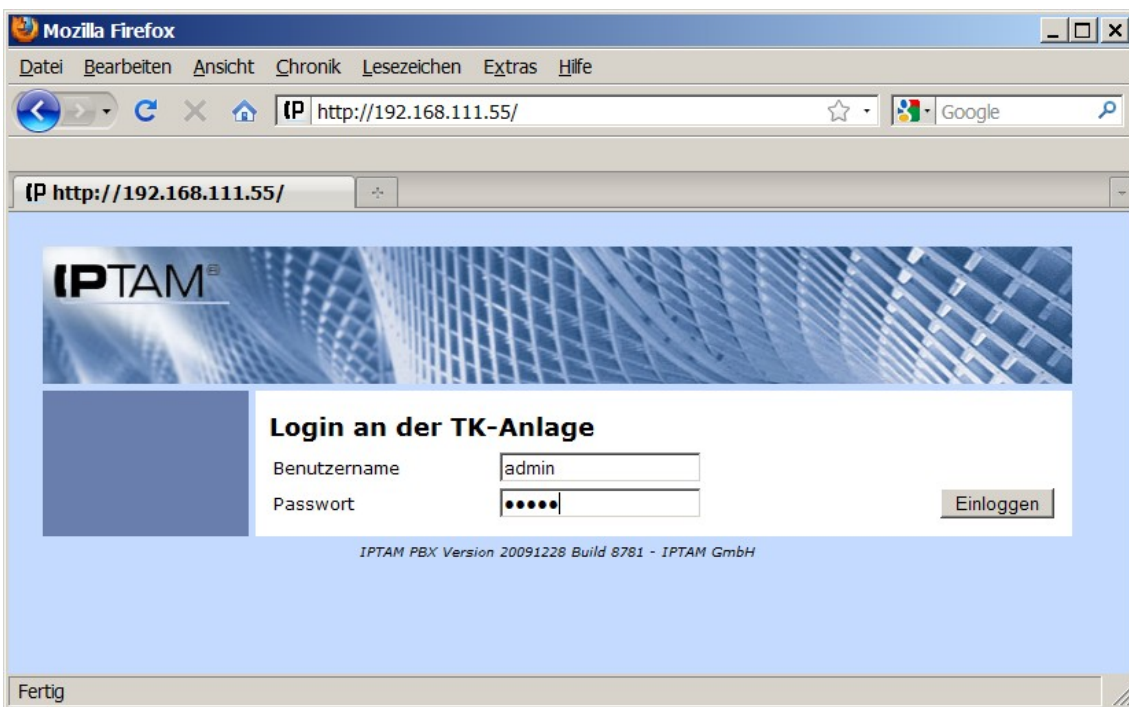 Mozilla Firefox
Datei Bearbeiten Ansicht Chronik Lesezeichen Extras Hilfe
(P http://192.168.111.55/ Google
(P http://192.168.111.55/
IPTAM®
Login an der TK-Anlage
Benutzername admin
Passwort •••••
Einloggen
IPTAM PBX Version 20091228 Build 8781 - IPTAM GmbH
Fertig